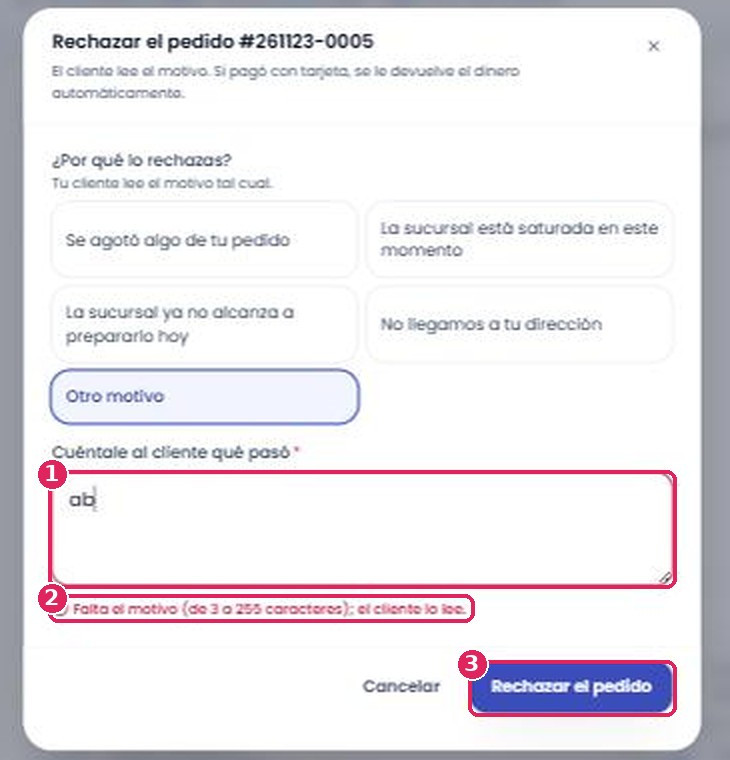 Rechazar el pedido #261123-0005
El cliente lee el motivo. Si pagó con tarjeta, se le devuelve el dinero
automáticamente.
¿Por qué lo rechazas?
Tu cliente lee el motivo tal cual.
Se agotó algo de tu pedido
La sucursal está saturada en este
momento
La sucursal ya no alcanza a
prepararlo hoy
No llegamos a tu dirección
Otro motivo
Cuéntale al cliente qué pasó *
1
ab
2
Falta el motivo (de 3 a 255 caracteres); el cliente lo lee.
3
Cancelar
Rechazar el pedido